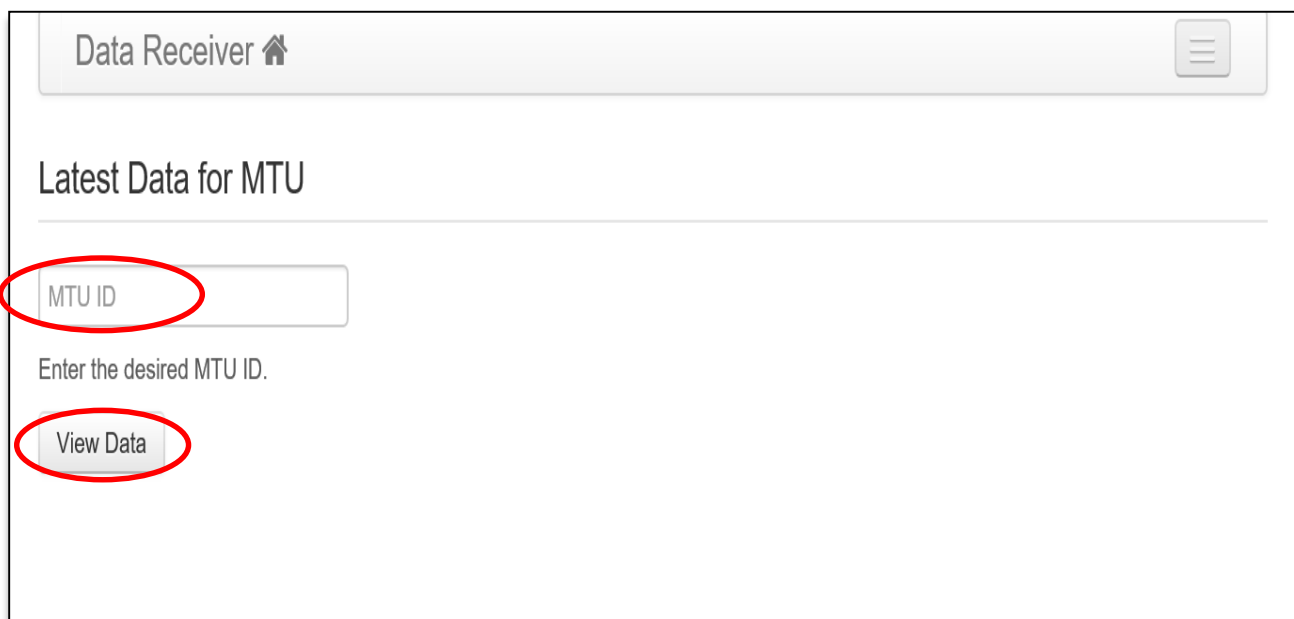 Data Receiver
Latest Data for MTU
MTU ID
Enter the desired MTU ID.
View Data